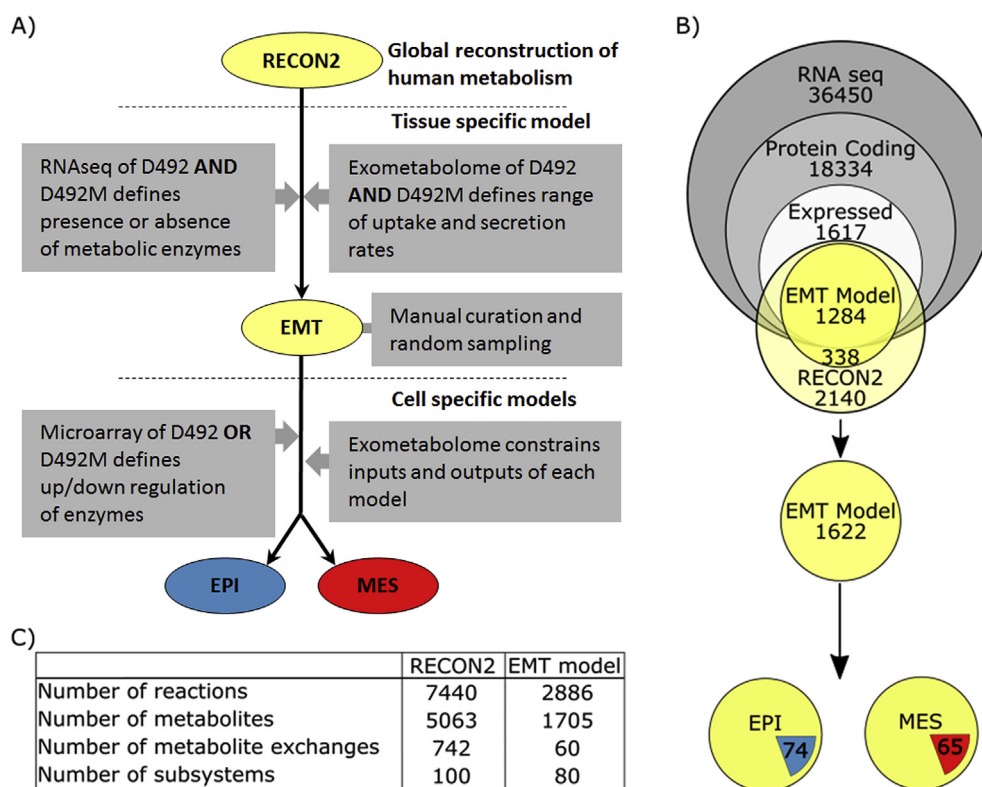 A)
RECON2
Global reconstruction of
human metabolism
Tissue specific model
RNAseq of D492 AND
D492M defines
presence or absence
of metabolic enzymes
Exometabolome of D492
AND D492M defines range
of uptake and secretion
rates
EMT
Manual curation and
random sampling
Cell specific models
Microarray of D492 OR
D492M defines
up/down regulation
of enzymes
Exometabolome constrains
inputs and outputs of each
model
EPI
MES
B)
RNA seq
36450
Protein Coding
18334
Expressed
1617
EMT Model
1284
338
RECON2
2140
EMT Model
1622
EPI
74
MES
65
C)
RECON2 EMT model
Number of reactions 7440 2886
Number of metabolites 5063 1705
Number of metabolite exchanges 742 60
Number of subsystems 100 80